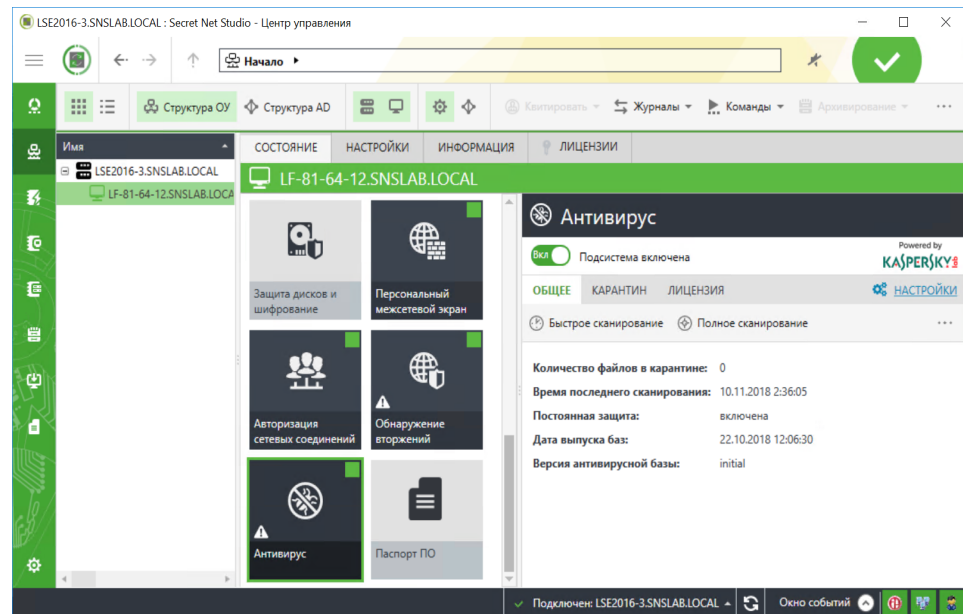 LSE2016-3.SNSLAB.LOCAL : Secret Net Studio - Центр управления
Начало
Структура ОУ Структура AD Квитировать Журналы Команды Архивирование
Имя
LSE2016-3.SNSLAB.LOCAL
LF-81-64-12.SNSLAB.LOCA
СОСТОЯНИЕ НАСТРОЙКИ ИНФОРМАЦИЯ ЛИЦЕНЗИИ
LF-81-64-12.SNSLAB.LOCAL
Защита дисков и
шифрование
Персональный
межсетевой экран
Авторизация
сетевых соединений
Обнаружение
вторжений
Антивирус
Паспорт ПО
Антивирус
Вкл Подсистема включена
Powered by
KASPERSKY
ОБЩЕЕ КАРАНТИН ЛИЦЕНЗИЯ НАСТРОЙКИ
Быстрое сканирование Полное сканирование
Количество файлов в карантине: 0
Время последнего сканирования: 10.11.2018 2:36:05
Постоянная защита: включена
Дата выпуска баз: 22.10.2018 12:06:30
Версия антивирусной базы: initial
Подключен: LSE2016-3.SNSLAB.LOCAL Окно событий